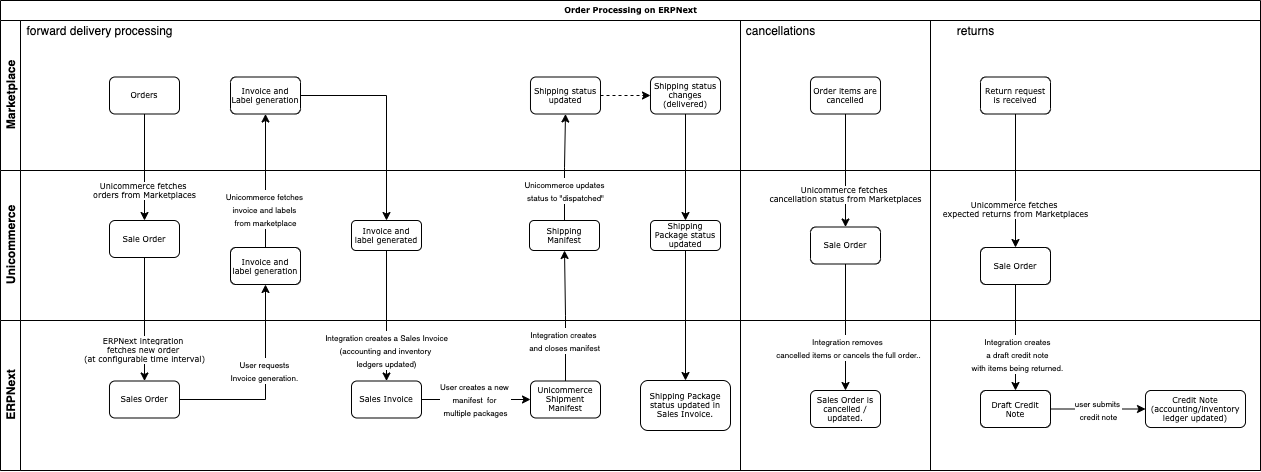 Order Processing on ERPNext
forward delivery processing
cancellations
returns
Marketplace
Orders
Invoice and
Label generation
Shipping status
updated
Shipping status
changes
(delivered)
Order items are
cancelled
Return request
is received
Unicommerce
Unicommerce fetches
orders from Marketplaces
Sale Order
Unicommerce fetches
invoice and labels
from marketplace
Invoice and
label generation
Invoice and
label generated
Unicommerce updates
status to "dispatched"
Shipping
Manifest
Shipping
Package status
updated
Unicommerce fetches
cancellation status from Marketplaces
Sale Order
Unicommerce fetches
expected returns from Marketplaces
Sale Order
ERPNext
ERPNext integration
fetches new order
(at configurable time interval)
Sales Order
User requests
Invoice generation.
Integration creates a Sales Invoice
(accounting and inventory
ledgers updated)
Sales Invoice
User creates a new
manifest for
multiple packages
Integration creates
and closes manifest
Unicommerce
Shipment
Manifest
Shipping Package
status updated in
Sales Invoice.
Integration removes
cancelled items or cancels the full order..
Sales Order is
cancelled /
updated.
Integration creates
a draft credit note
with items being returned.
Draft Credit
Note
user submits
credit note
Credit Note
(accounting/inventory
ledger updated)